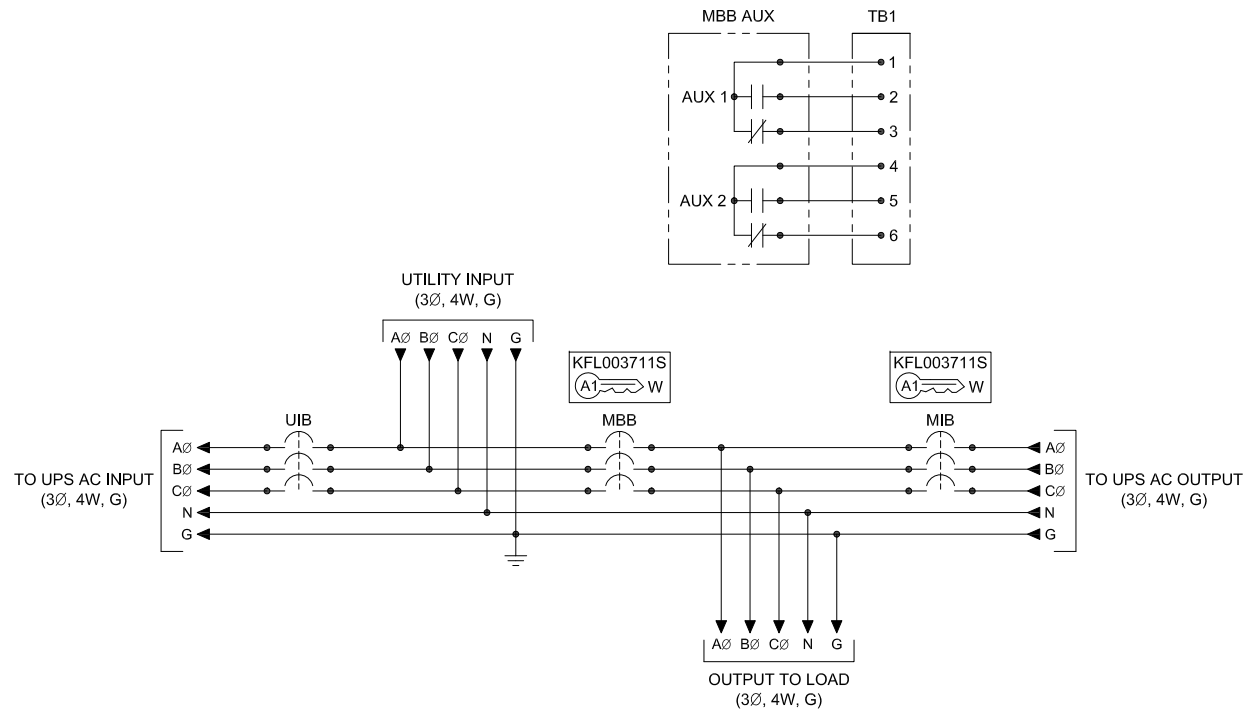 MBB AUX
TB1
AUX 1
1
2
3
AUX 2
4
5
6
UTILITY INPUT
(3Ø, 4W, G)
AØ BØ CØ N G
KFL003711S
A1 W
KFL003711S
A1 W
UIB
MBB
MIB
TO UPS AC INPUT
(3Ø, 4W, G)
AØ
BØ
CØ
N
G
AØ
BØ
CØ
N
G
TO UPS AC OUTPUT
(3Ø, 4W, G)
AØ BØ CØ N G
OUTPUT TO LOAD
(3Ø, 4W, G)